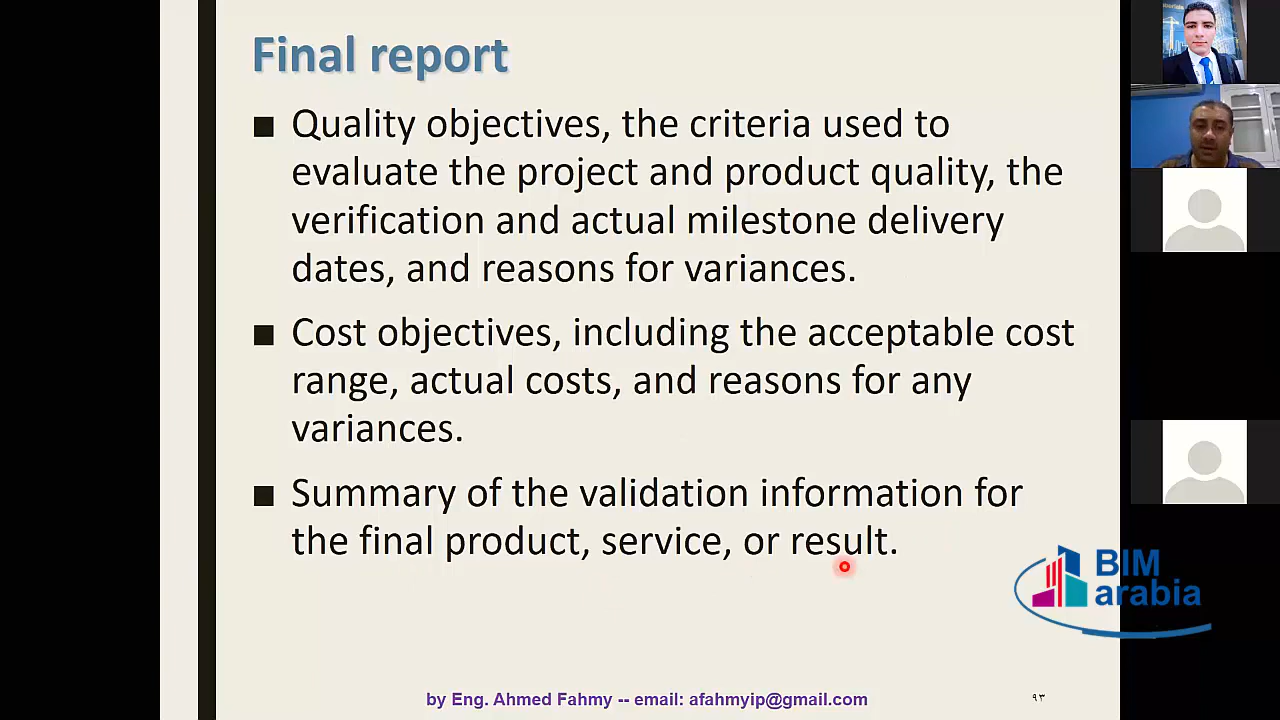 Final report
■ Quality objectives, the criteria used to
evaluate the project and product quality, the
verification and actual milestone delivery
dates, and reasons for variances.
■ Cost objectives, including the acceptable cost
range, actual costs, and reasons for any
variances.
■ Summary of the validation information for
the final product, service, or result.
BIM
arabia
by Eng. Ahmed Fahmy -- email: afahmyip@gmail.com
٩٣